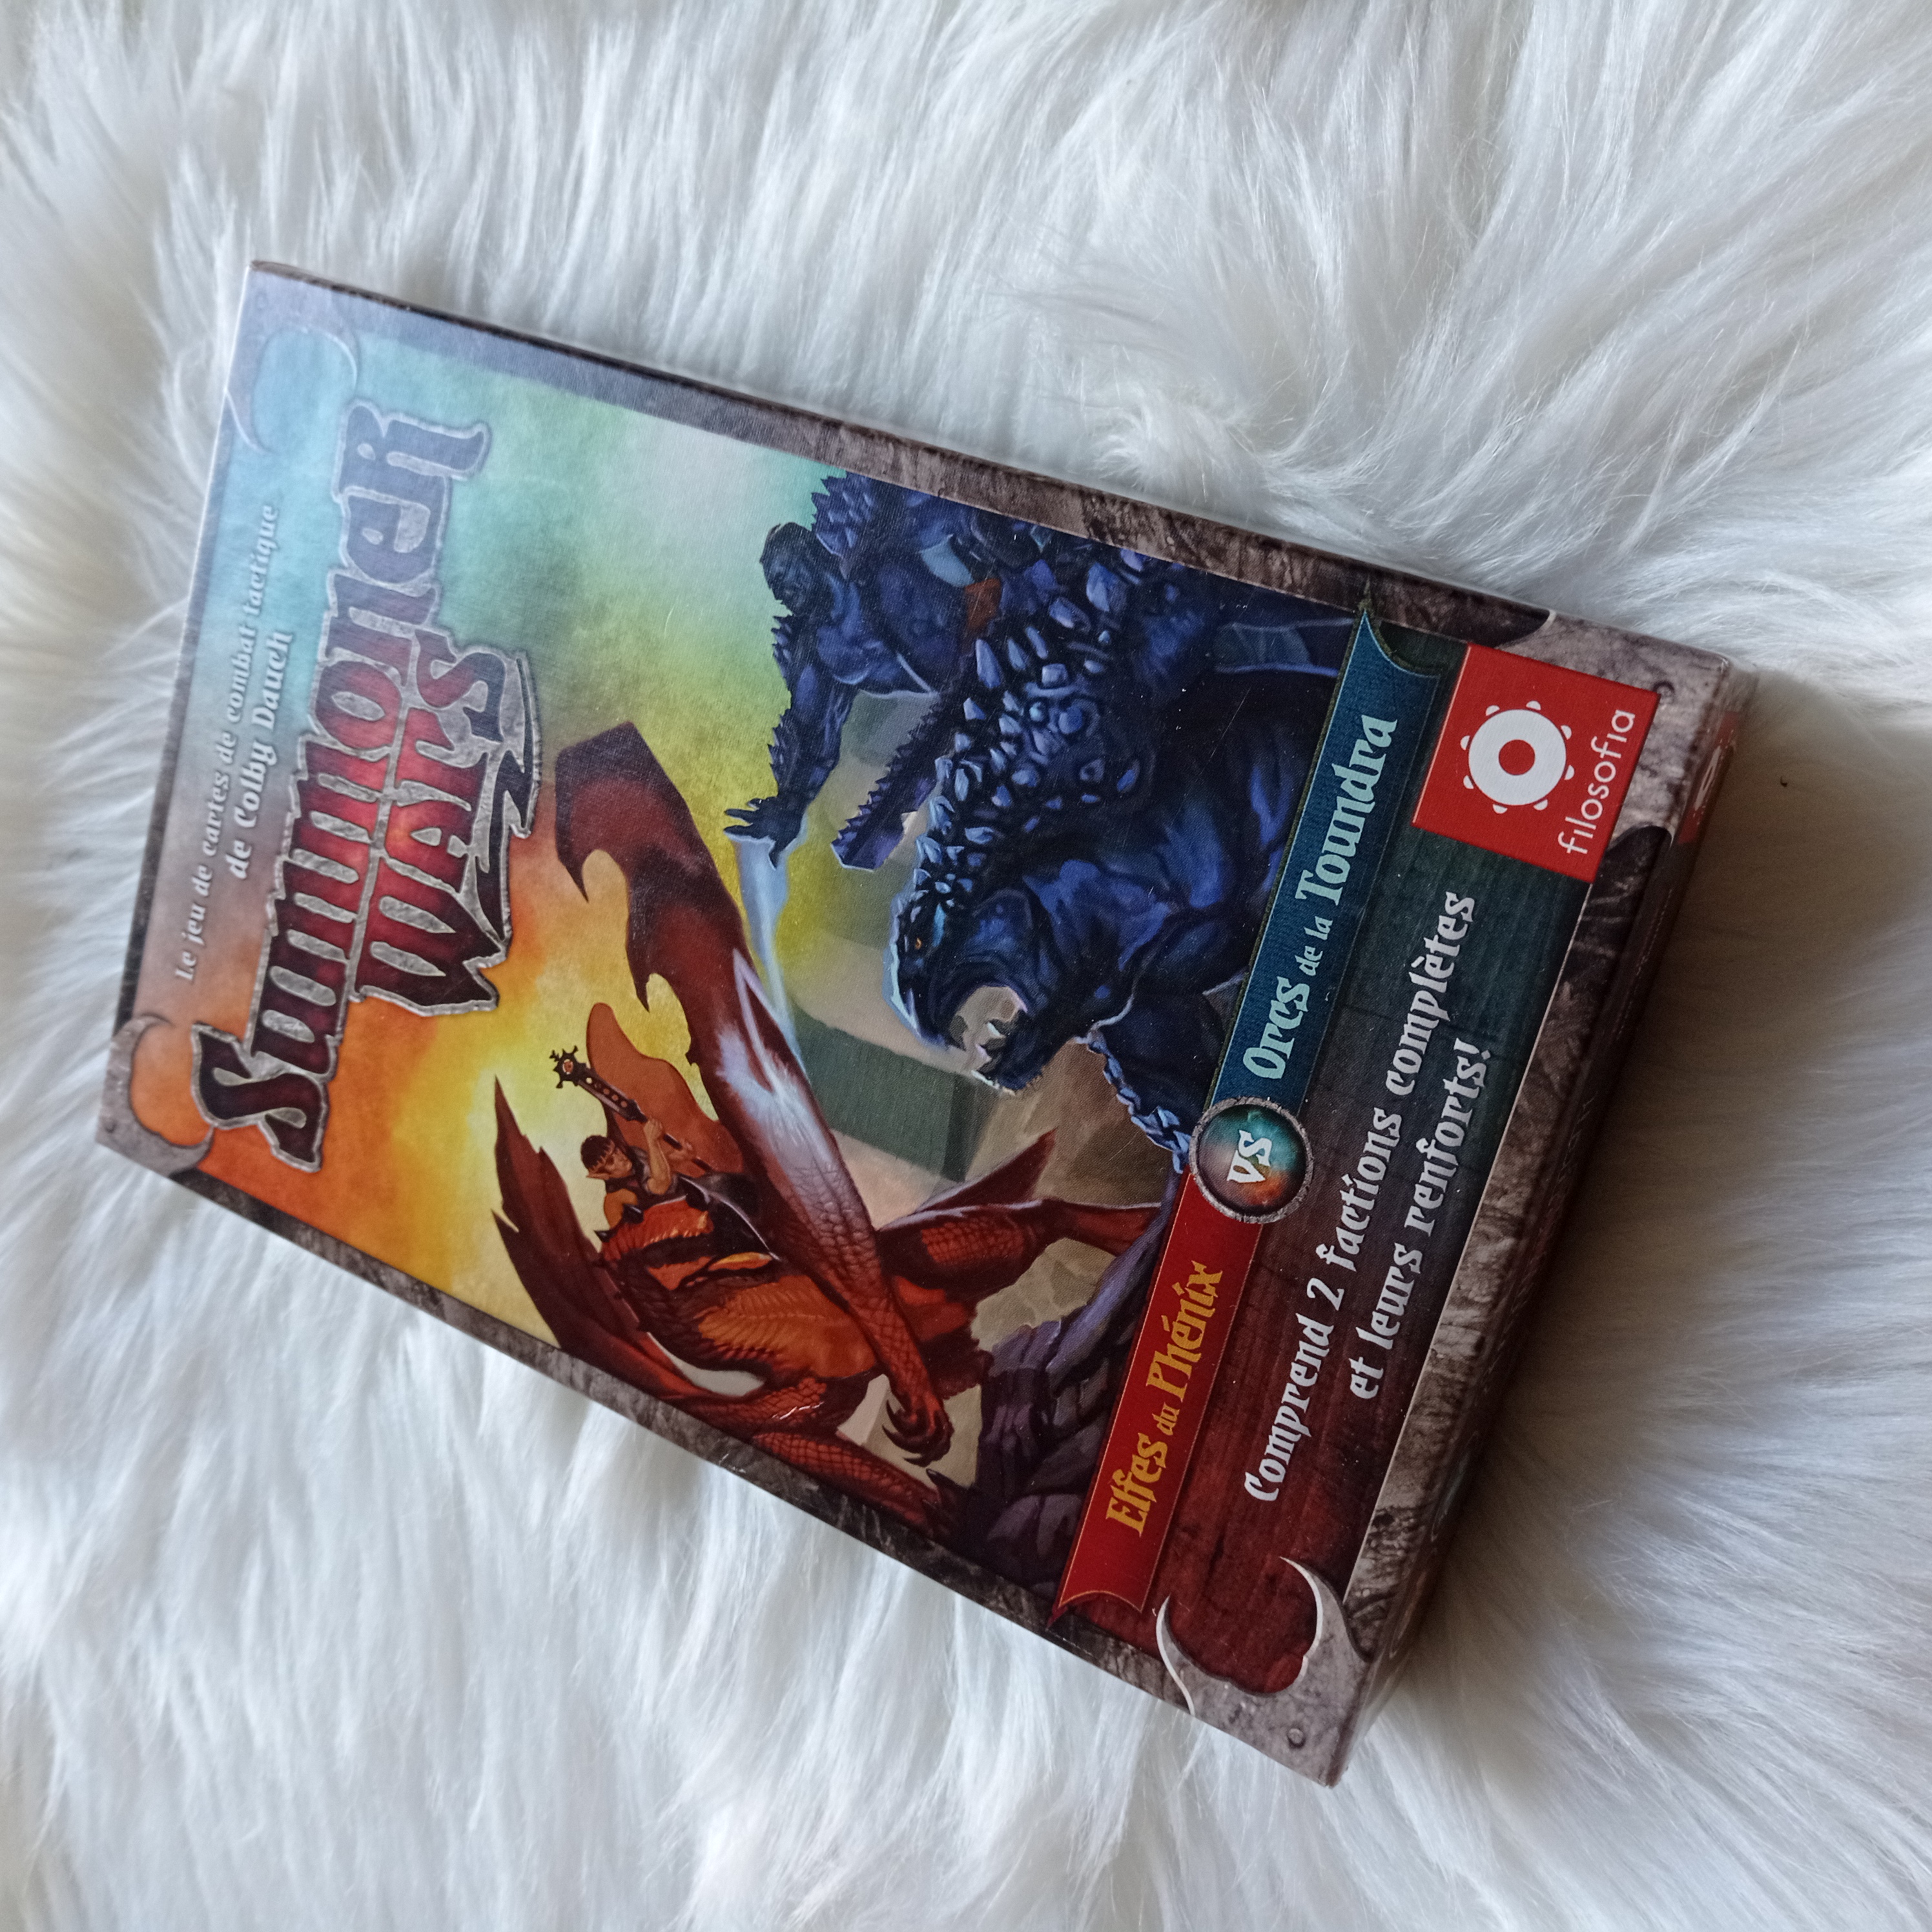 Le jeu de cartes de combat tactique
de Colby Dauch
Summoner
Wars
Elfes du Phénix
VS
Orcs de la Toundra
Comprend 2 factions complètes
et leurs renforts!
filosofia